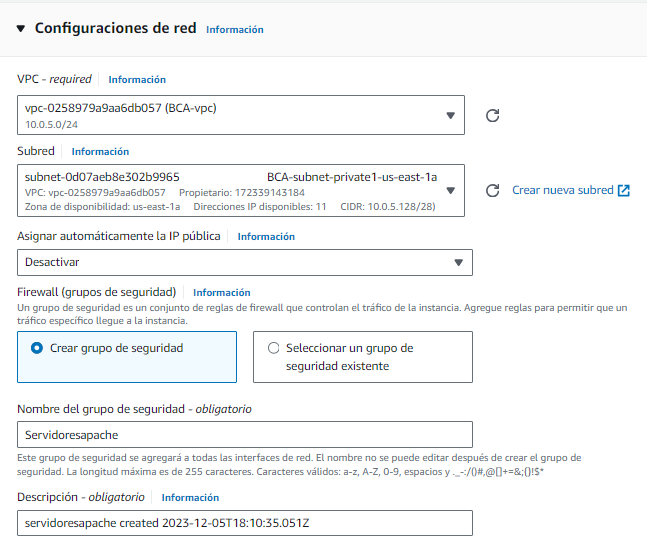 Configuraciones de red Información
VPC - required Información
vpc-0258979a9aa6db057 (BCA-vpc)
10.0.5.0/24
Subred Información
subnet-0d07aeb8e302b9965 BCA-subnet-private1-us-east-1a
VPC: vpc-0258979a9aa6db057 Propietario: 172339143184
Zona de disponibilidad: us-east-1a Direcciones IP disponibles: 11 CIDR: 10.0.5.128/28)
Crear nueva subred
Asignar automáticamente la IP pública Información
Desactivar
Firewall (grupos de seguridad) Información
Un grupo de seguridad es un conjunto de reglas de firewall que controlan el tráfico de la instancia. Agregue reglas para permitir que un
tráfico específico llegue a la instancia.
Crear grupo de seguridad
Seleccionar un grupo de
seguridad existente
Nombre del grupo de seguridad - obligatorio
Servidoresapache
Este grupo de seguridad se agregará a todas las interfaces de red. El nombre no se puede editar después de crear el grupo de
seguridad. La longitud máxima es de 255 caracteres. Caracteres válidos: a-z, A-Z, 0-9, espacios y ._-:/()#,@[]+=&;{}!$*
Descripción - obligatorio Información
servidoresapache created 2023-12-05T18:10:35.051Z